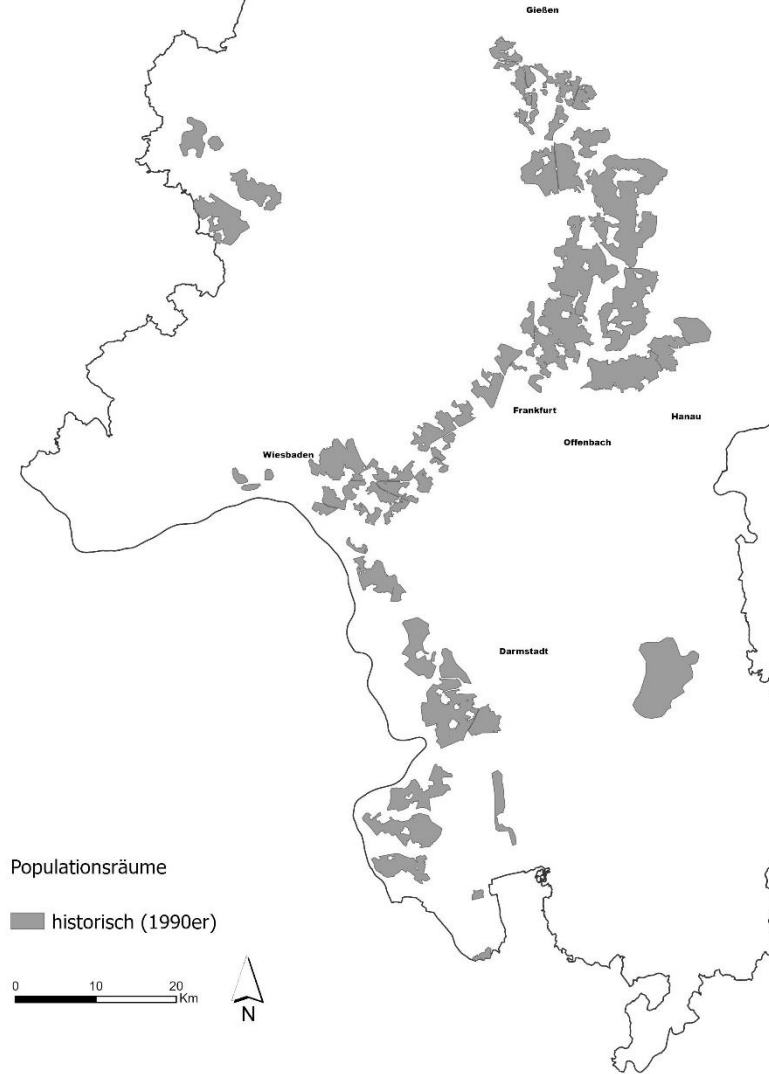 Gießen
Frankfurt
Hanau
Offenbach
Wiesbaden
Darmstadt
Populationsräume
historisch (1990er)
0 10 20
Km
N